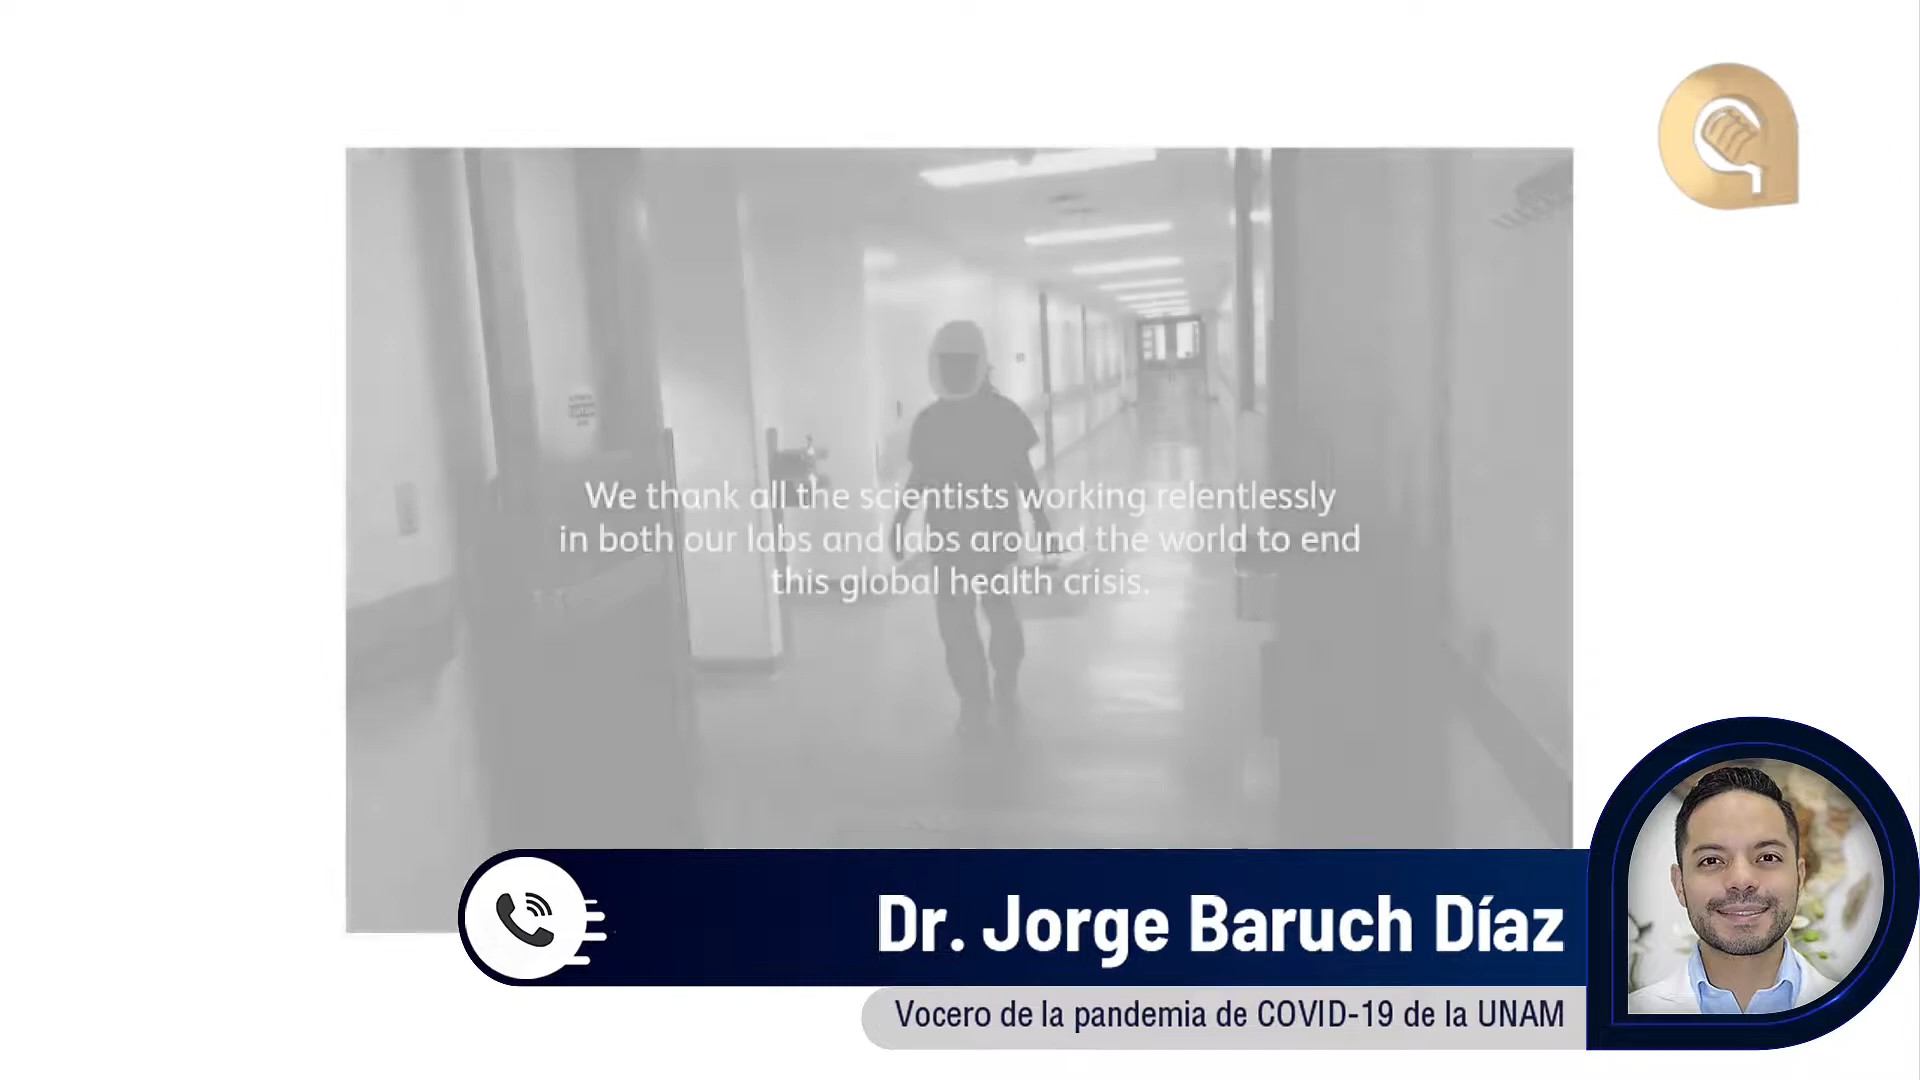 We thank all the scientists working relentlessly
in both our labs and labs around the world to end
this global health crisis.
Dr. Jorge Baruch Díaz
Vocero de la pandemia de COVID-19 de la UNAM